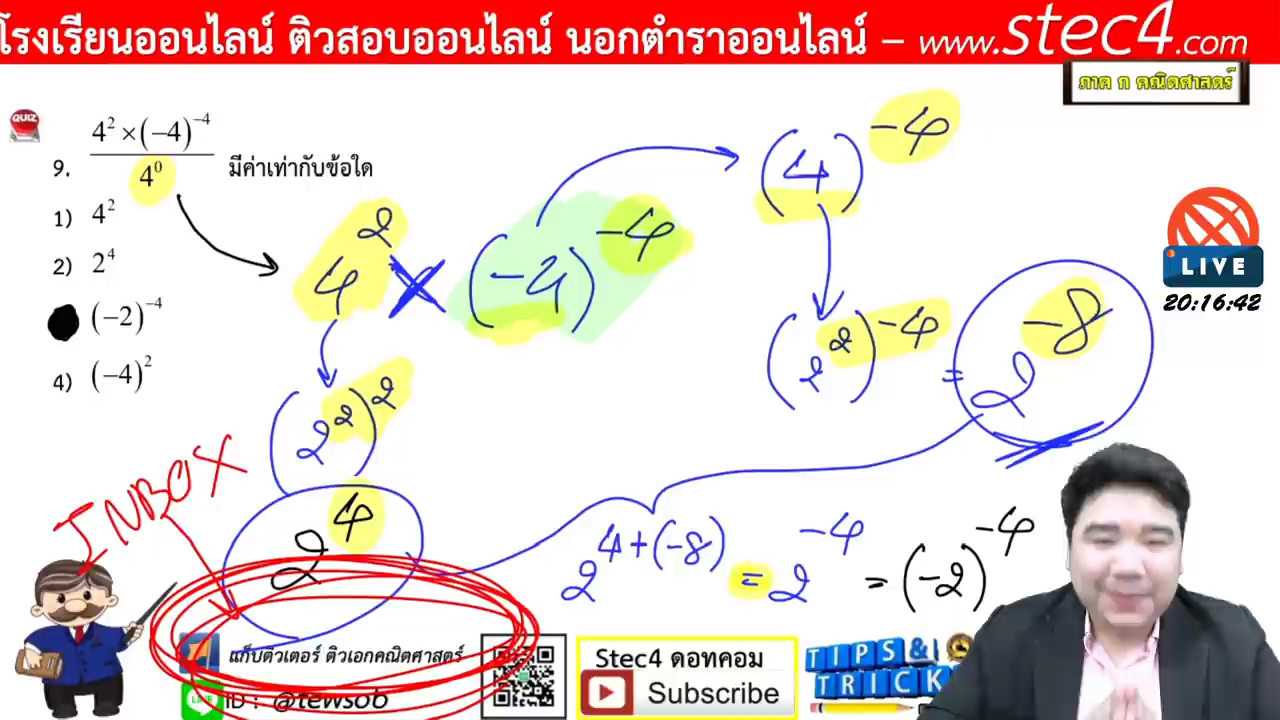 โรงเรียนออนไลน์ ติวสอบออนไลน์ นอกตำราออนไลน์ – www.stec4.com
ภาค ก คณิตศาสตร์
QUIZ
9. (4² × (−4)⁻⁴) / 4⁰ มีค่าเท่ากับข้อใด
1) 4²
2) 2⁴
(−2)⁻⁴
4) (−4)²
4² × (−4)⁻⁴
(4)⁻⁴
LIVE
20:16:42
(2²)⁻⁴ = 2⁻⁸
(2²)²
2⁴
2⁴⁺⁽⁻⁸⁾ = 2⁻⁴ = (−2)⁻⁴
INBOX
แก็บติวเตอร์ ติวเอกคณิตศาสตร์
LINE ID : @tewsob
Stec4 ดอทคอม
Subscribe
TIPS &
TRICK